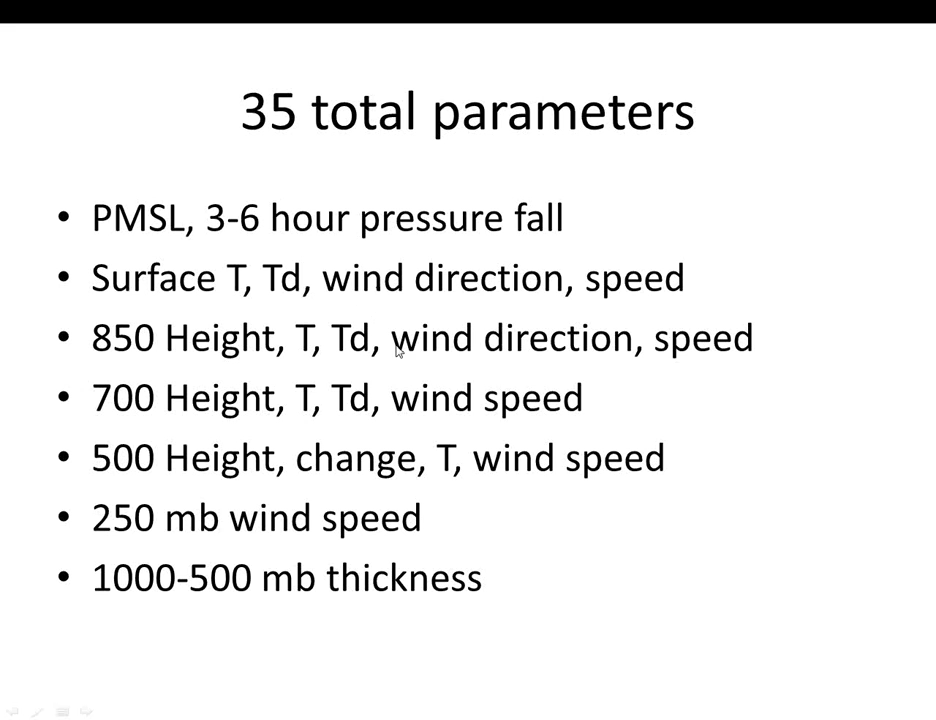 35 total parameters
• PMSL, 3-6 hour pressure fall
• Surface T, Td, wind direction, speed
• 850 Height, T, Td, wind direction, speed
• 700 Height, T, Td, wind speed
• 500 Height, change, T, wind speed
• 250 mb wind speed
• 1000-500 mb thickness